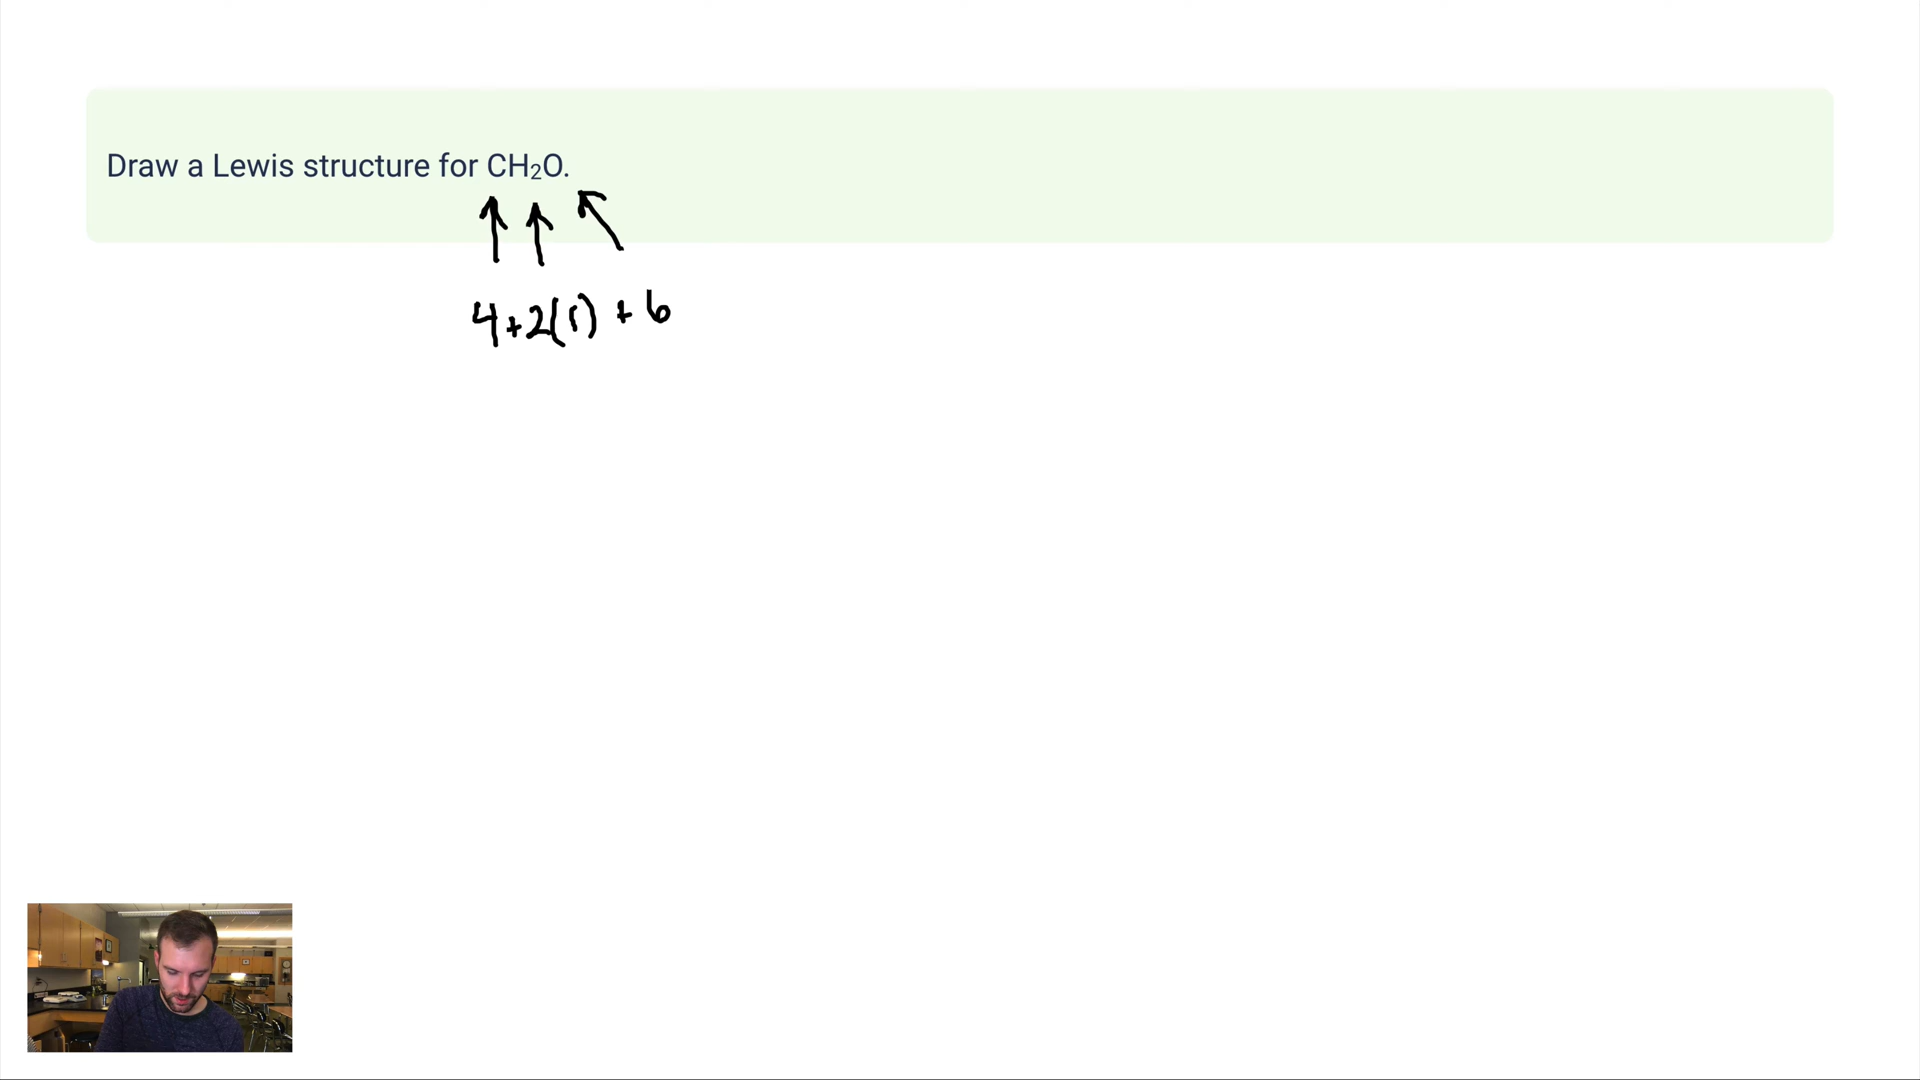 Draw a Lewis structure for CH₂O.
4+2(1) + 6